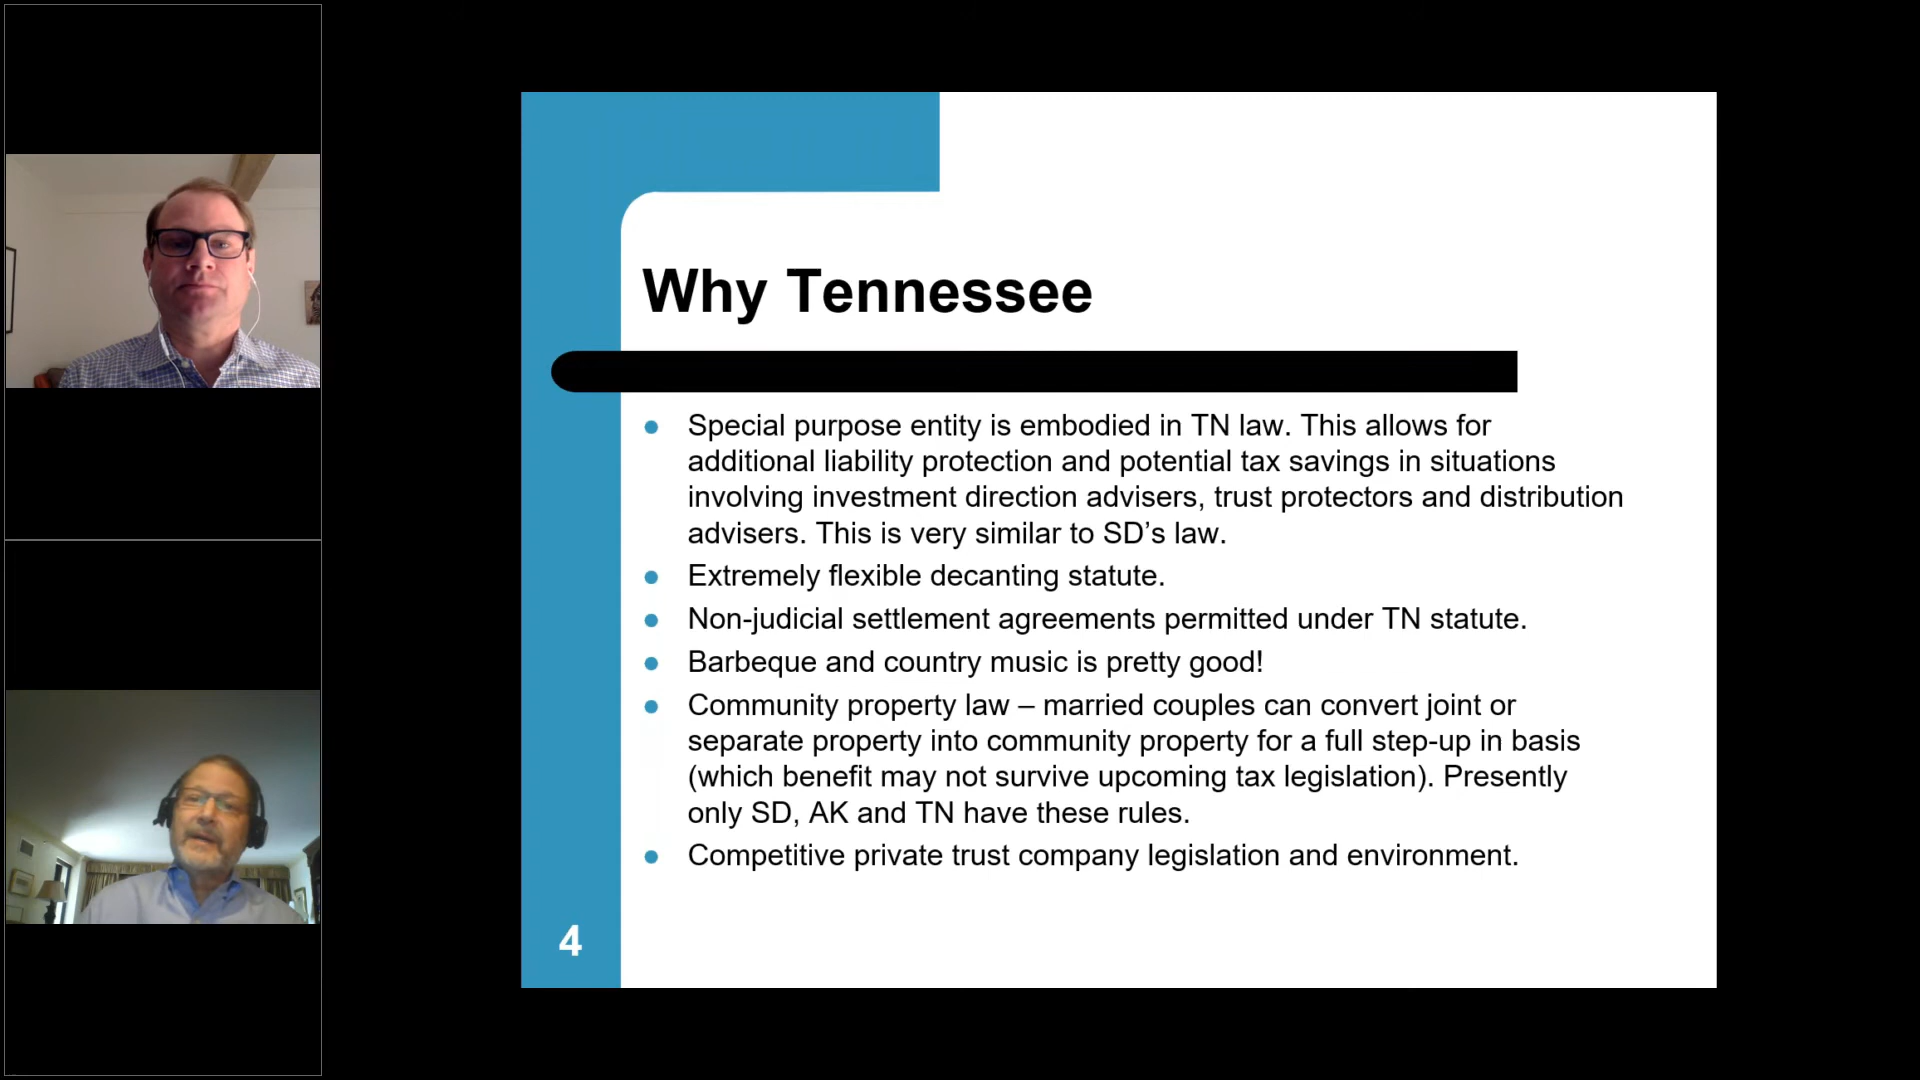 Why Tennessee
● Special purpose entity is embodied in TN law. This allows for
additional liability protection and potential tax savings in situations
involving investment direction advisers, trust protectors and distribution
advisers. This is very similar to SD’s law.
● Extremely flexible decanting statute.
● Non-judicial settlement agreements permitted under TN statute.
● Barbeque and country music is pretty good!
● Community property law – married couples can convert joint or
separate property into community property for a full step-up in basis
(which benefit may not survive upcoming tax legislation). Presently
only SD, AK and TN have these rules.
● Competitive private trust company legislation and environment.
4